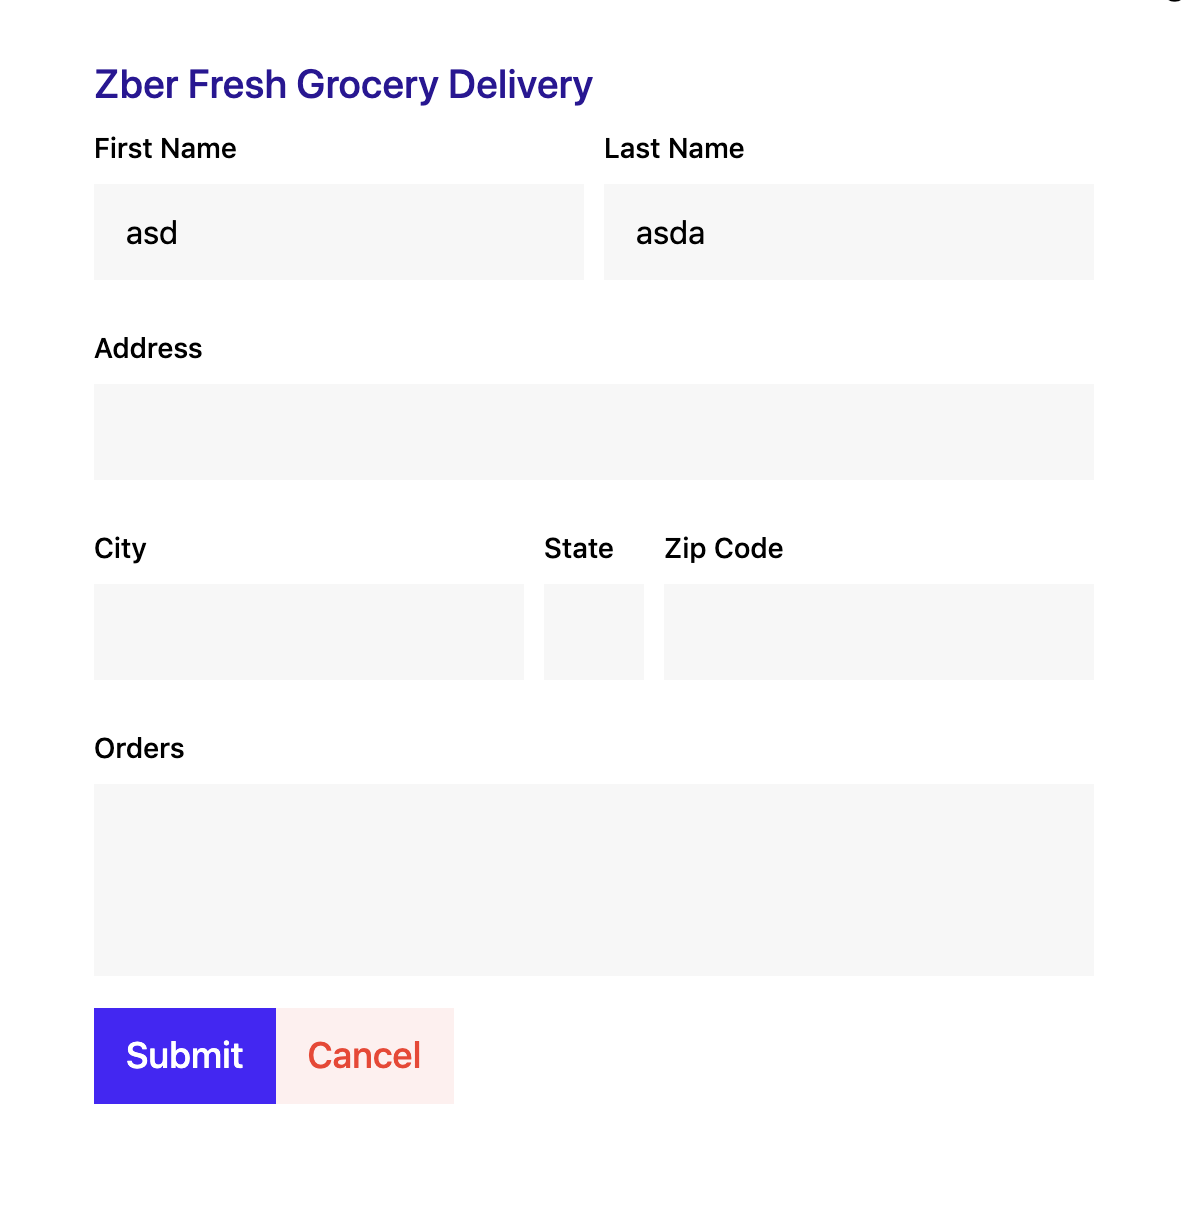 Zber Fresh Grocery Delivery
First Name Last Name
asd asda
Address
City State Zip Code
Orders
Submit Cancel